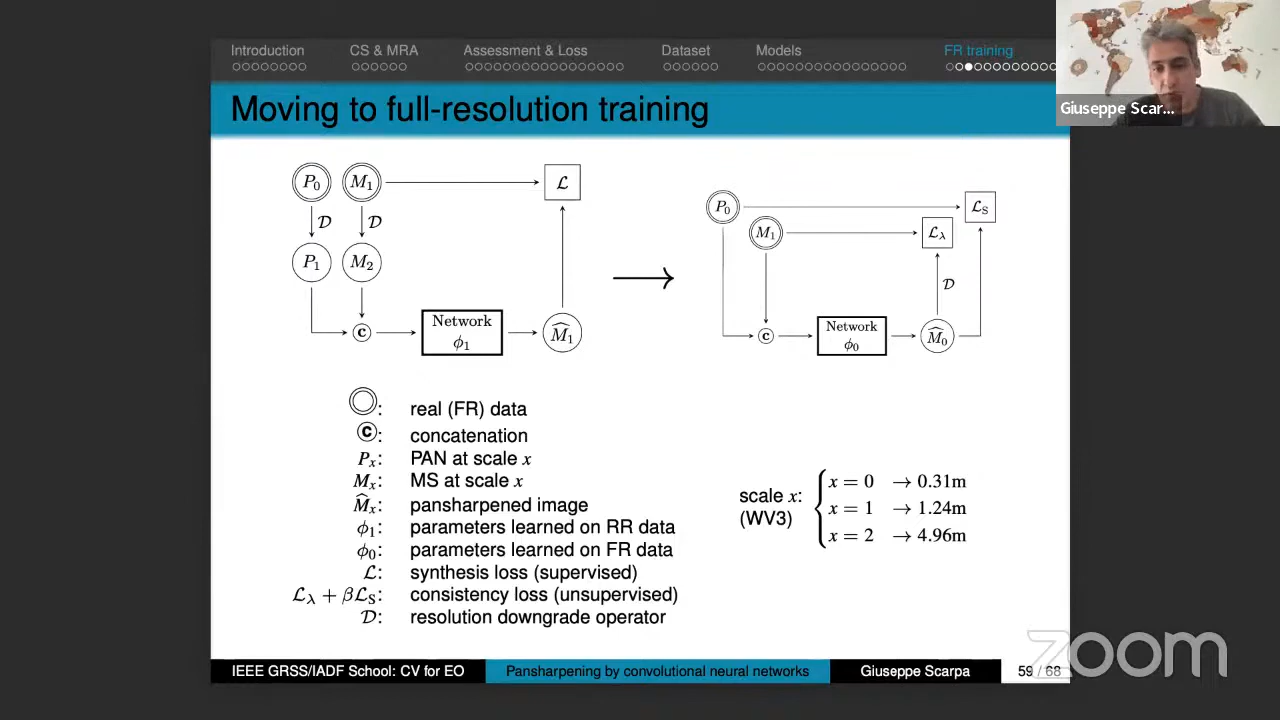 Introduction CS & MRA Assessment & Loss Dataset Models FR training
Giuseppe Scar...
Moving to full-resolution training
P₀ M₁ ℒ
𝒟 𝒟
P₁ M₂
c Network ϕ₁ M̂₁
P₀ ℒ_S
M₁ ℒ_λ
𝒟
c Network ϕ₀ M̂₀
: real (FR) data
c: concatenation
Pₓ: PAN at scale x
Mₓ: MS at scale x
M̂ₓ: pansharpened image
ϕ₁: parameters learned on RR data
ϕ₀: parameters learned on FR data
ℒ: synthesis loss (supervised)
ℒ_λ + βℒ_S: consistency loss (unsupervised)
𝒟: resolution downgrade operator
scale x:
(WV3)
x = 0 → 0.31m
x = 1 → 1.24m
x = 2 → 4.96m
IEEE GRSS/IADF School: CV for EO Pansharpening by convolutional neural networks Giuseppe Scarpa 59 / 68
zoom